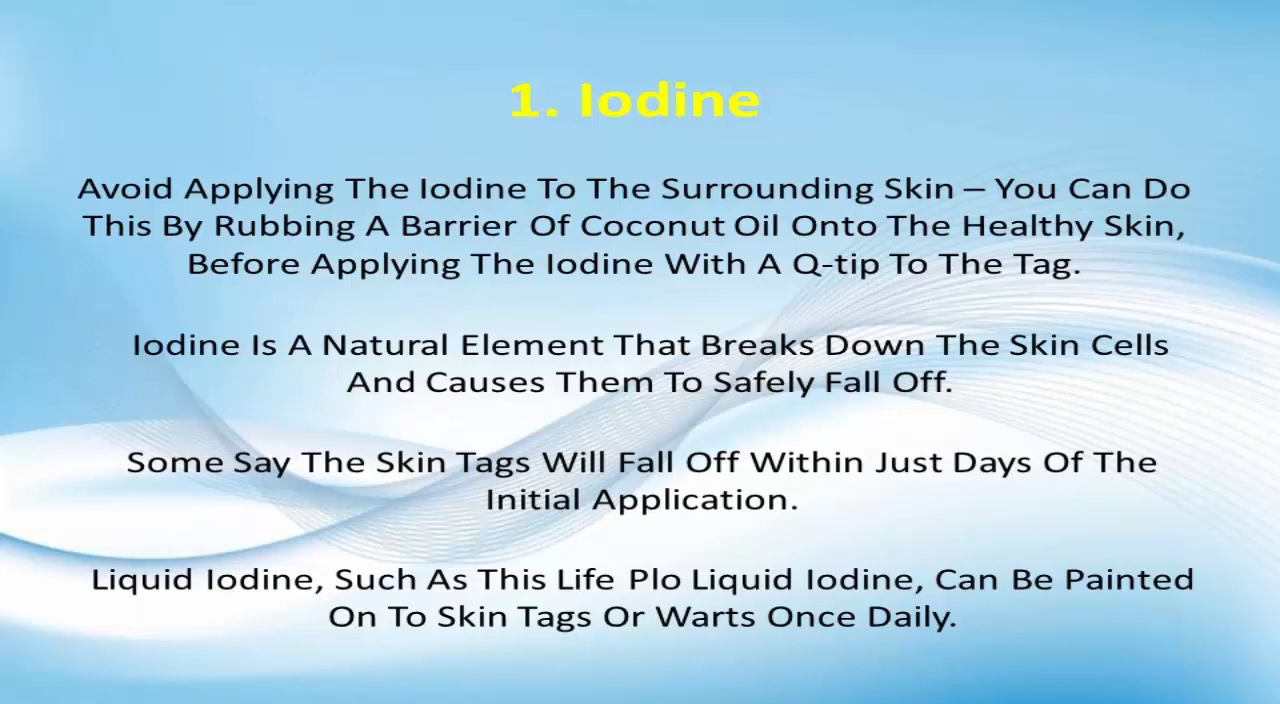 1. Iodine
Avoid Applying The Iodine To The Surrounding Skin – You Can Do
This By Rubbing A Barrier Of Coconut Oil Onto The Healthy Skin,
Before Applying The Iodine With A Q-tip To The Tag.
Iodine Is A Natural Element That Breaks Down The Skin Cells
And Causes Them To Safely Fall Off.
Some Say The Skin Tags Will Fall Off Within Just Days Of The
Initial Application.
Liquid Iodine, Such As This Life Plo Liquid Iodine, Can Be Painted
On To Skin Tags Or Warts Once Daily.